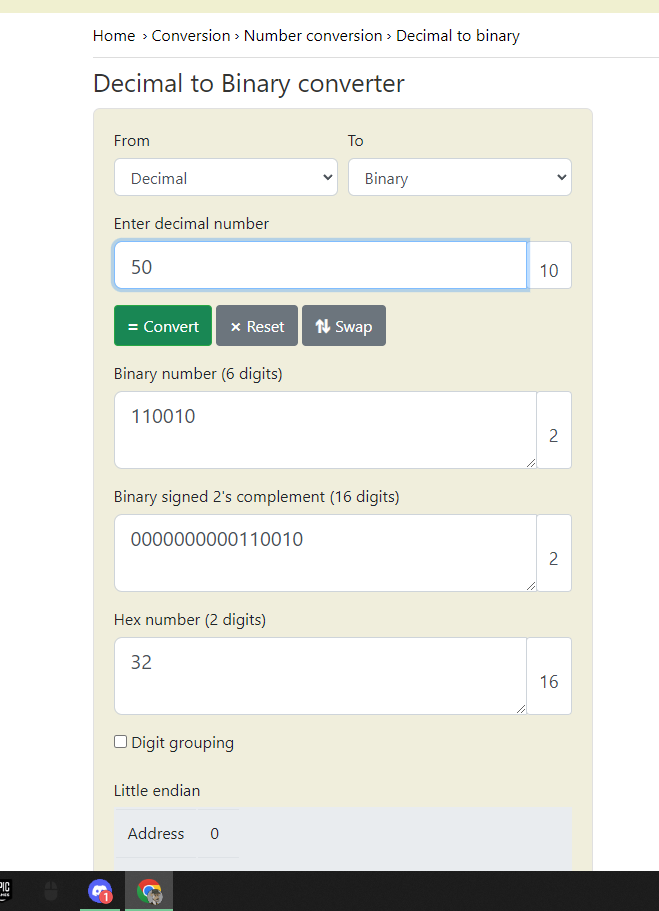 Home › Conversion › Number conversion › Decimal to binary
Decimal to Binary converter
From To
Decimal Binary
Enter decimal number
50 10
= Convert × Reset ⇅ Swap
Binary number (6 digits)
110010 2
Binary signed 2's complement (16 digits)
0000000000110010 2
Hex number (2 digits)
32 16
Digit grouping
Little endian
Address 0
1